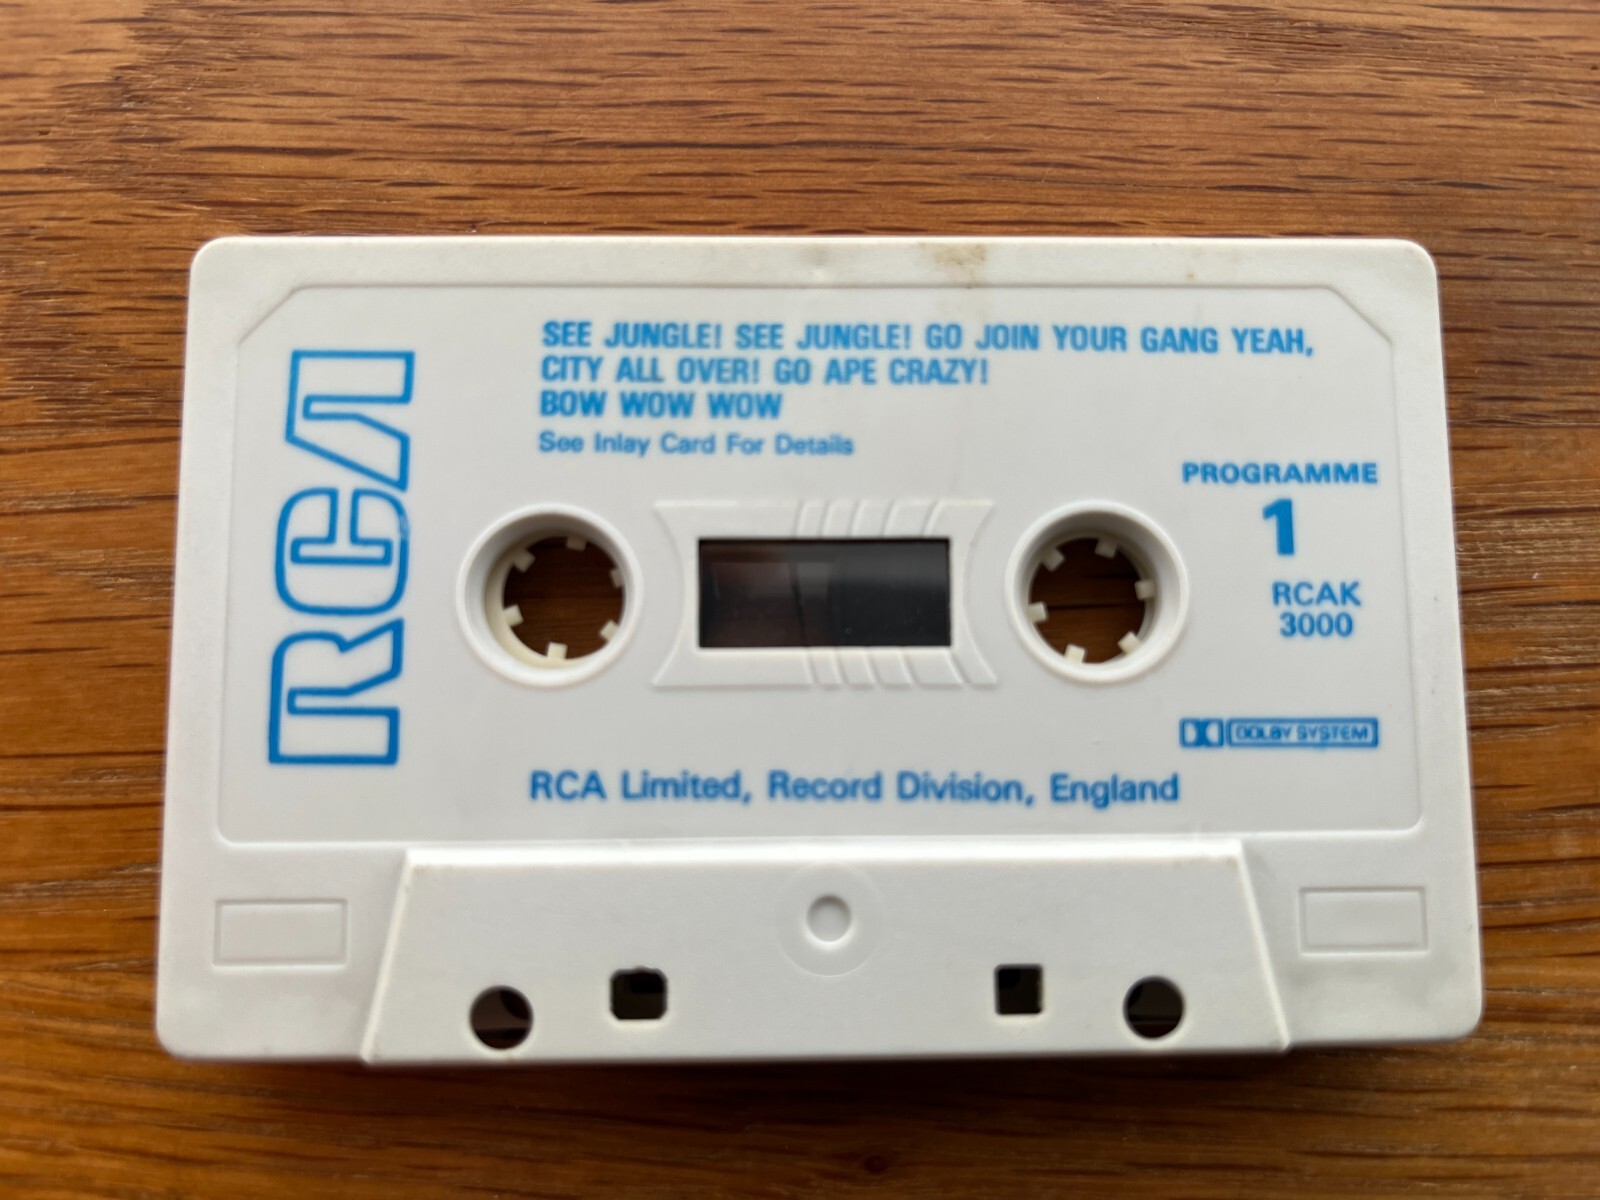 RCA
SEE JUNGLE! SEE JUNGLE! GO JOIN YOUR GANG YEAH,
CITY ALL OVER! GO APE CRAZY!
BOW WOW WOW
See Inlay Card For Details
PROGRAMME
1
RCAK
3000
DOLBY SYSTEM
RCA Limited, Record Division, England